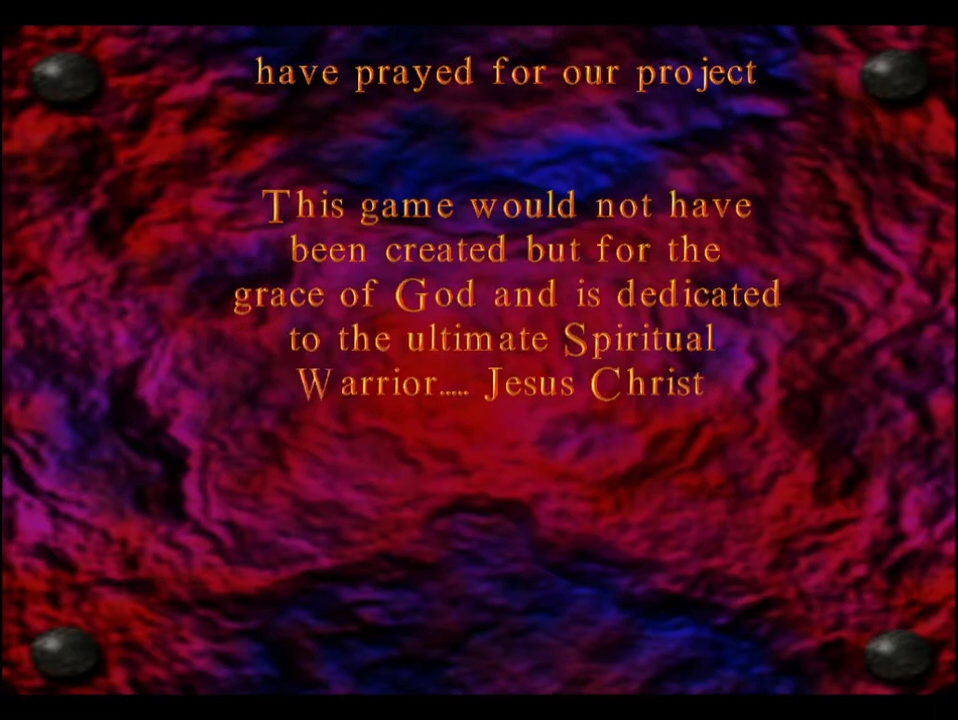 have prayed for our project
This game would not have
been created but for the
grace of God and is dedicated
to the ultimate Spiritual
Warrior..... Jesus Christ